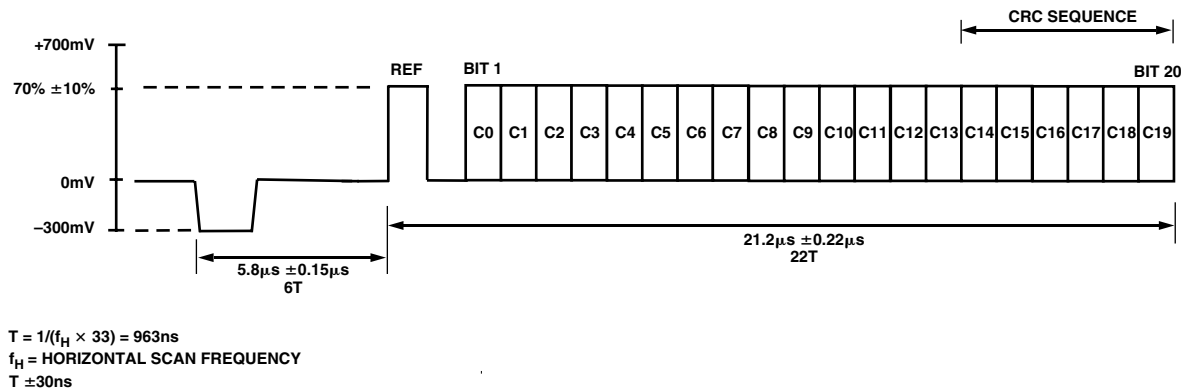 CRC SEQUENCE
+700mV
REF
BIT 1
BIT 20
70% ±10%
C0 C1 C2 C3 C4 C5 C6 C7 C8 C9 C10 C11 C12 C13 C14 C15 C16 C17 C18 C19
0mV
–300mV
21.2µs ±0.22µs
22T
5.8µs ±0.15µs
6T
T = 1/(fH × 33) = 963ns
fH = HORIZONTAL SCAN FREQUENCY
T ±30ns